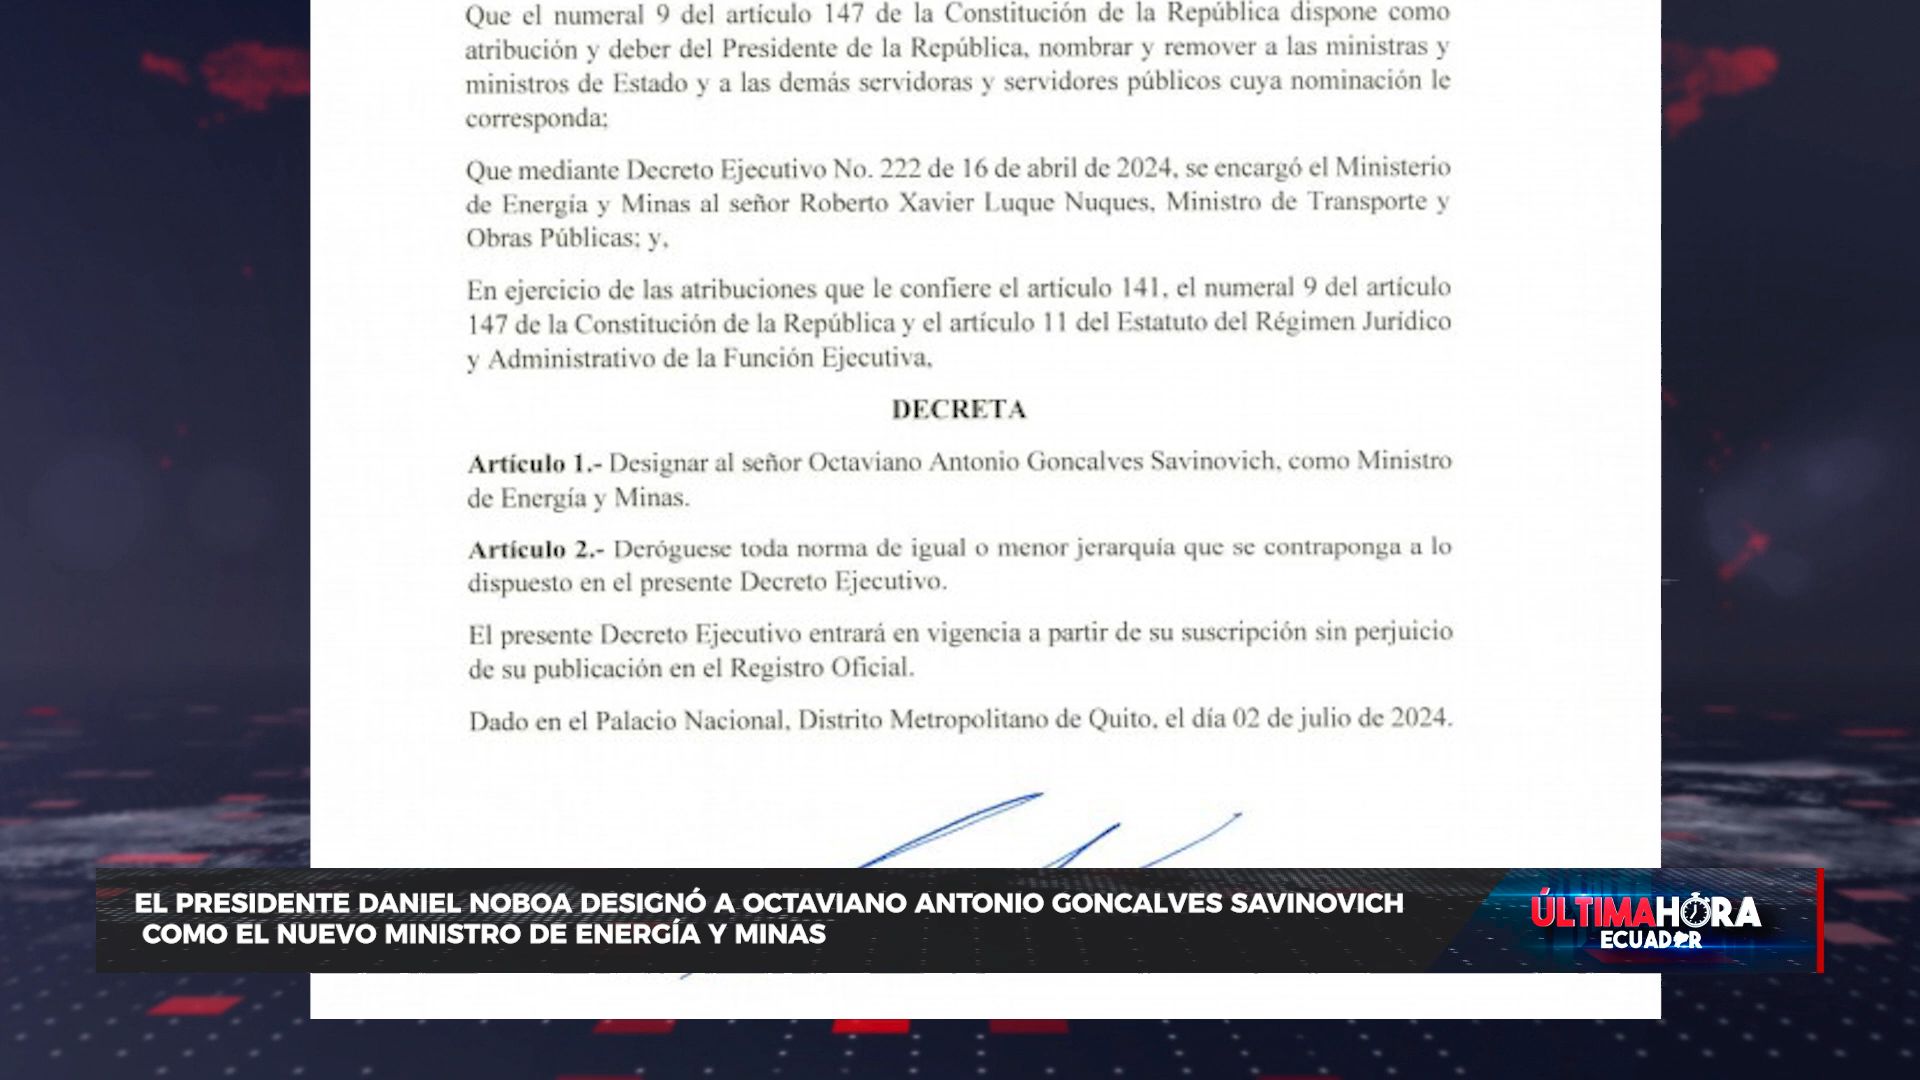 Que el numeral 9 del artículo 147 de la Constitución de la República dispone como
atribución y deber del Presidente de la República, nombrar y remover a las ministras y
ministros de Estado y a las demás servidoras y servidores públicos cuya nominación le
corresponda;
Que mediante Decreto Ejecutivo No. 222 de 16 de abril de 2024, se encargó el Ministerio
de Energía y Minas al señor Roberto Xavier Luque Nuques, Ministro de Transporte y
Obras Públicas; y,
En ejercicio de las atribuciones que le confiere el artículo 141, el numeral 9 del artículo
147 de la Constitución de la República y el artículo 11 del Estatuto del Régimen Jurídico
y Administrativo de la Función Ejecutiva,
DECRETA
Artículo 1.- Designar al señor Octaviano Antonio Goncalves Savinovich, como Ministro
de Energía y Minas.
Artículo 2.- Deróguese toda norma de igual o menor jerarquía que se contraponga a lo
dispuesto en el presente Decreto Ejecutivo.
El presente Decreto Ejecutivo entrará en vigencia a partir de su suscripción sin perjuicio
de su publicación en el Registro Oficial.
Dado en el Palacio Nacional, Distrito Metropolitano de Quito, el día 02 de julio de 2024.
EL PRESIDENTE DANIEL NOBOA DESIGNÓ A OCTAVIANO ANTONIO GONCALVES SAVINOVICH
COMO EL NUEVO MINISTRO DE ENERGÍA Y MINAS
ÚLTIMAHORA
ECUADOR